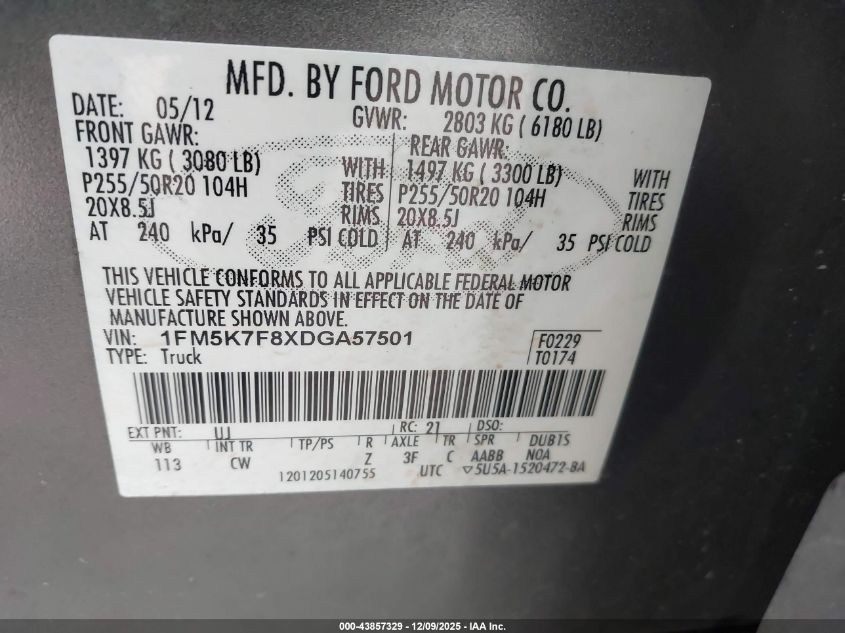 MFD. BY FORD MOTOR CO.
DATE: 05/12 GVWR: 2803 KG ( 6180 LB)
FRONT GAWR: REAR GAWR:
1397 KG ( 3080 LB) WITH 1497 KG ( 3300 LB) WITH
P255/50R20 104H TIRES P255/50R20 104H TIRES
20X8.5J RIMS 20X8.5J RIMS
AT 240 kPa/ 35 PSI COLD AT 240 kPa/ 35 PSI COLD
THIS VEHICLE CONFORMS TO ALL APPLICABLE FEDERAL MOTOR
VEHICLE SAFETY STANDARDS IN EFFECT ON THE DATE OF
MANUFACTURE SHOWN ABOVE.
VIN: 1FM5K7F8XDGA57501 F0229
TYPE: Truck T0174
EXT PNT: UJ RC: 21 DSO:
WB INT TR TP/PS R AXLE TR SPR DUBTS
113 CW Z 3F C AABB NOA
1201205140755 UTC ▽5U5A-1520472-BA
000-43857329 - 12/09/2025 - IAA Inc.